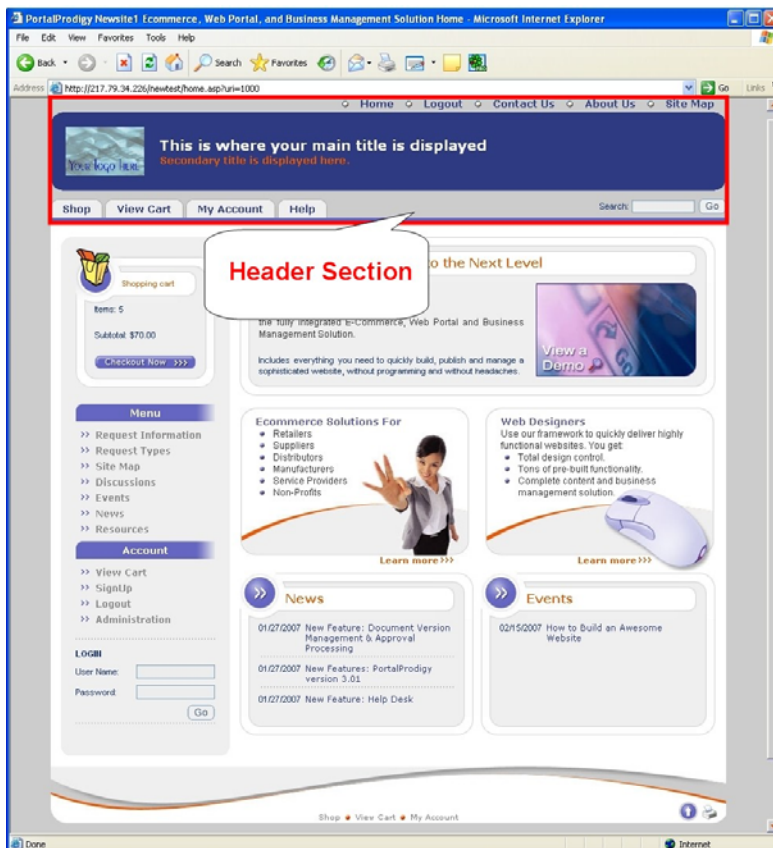 PortalProdigy Newsite1 Ecommerce, Web Portal, and Business Management Solution Home - Microsoft Internet Explorer
File Edit View Favorites Tools Help
Back Search Favorites
Address http://217.79.34.226/newtest/home.asp?uri=1000 Go Links
Home Logout Contact Us About Us Site Map
YOUR LOGO HERE
This is where your main title is displayed
Secondary title is displayed here.
Shop View Cart My Account Help Search: Go
Header Section
to the Next Level
Shopping cart
Items: 5
Subtotal: $70.00
Checkout Now >>>
the fully integrated E-Commerce, Web Portal and Business
Management Solution.
Includes everything you need to quickly build, publish and manage a
sophisticated website, without programming and without headaches.
View a
Demo
Go
Menu
>> Request Information
>> Request Types
>> Site Map
>> Discussions
>> Events
>> News
>> Resources
Account
>> View Cart
>> SignUp
>> Logout
>> Administration
LOGIN
User Name:
Password:
Go
Ecommerce Solutions For
Retailers
Suppliers
Distributors
Manufacturers
Service Providers
Non-Profits
Learn more>>>
Web Designers
Use our framework to quickly deliver highly
functional websites. You get:
Total design control.
Tons of pre-built functionality.
Complete content and business
management solution.
Learn more>>>
>> News
01/27/2007 New Feature: Document Version
Management & Approval
Processing
01/27/2007 New Features: PortalProdigy
version 3.01
01/27/2007 New Feature: Help Desk
>> Events
02/15/2007 How to Build an Awesome
Website
Shop View Cart My Account
Done Internet